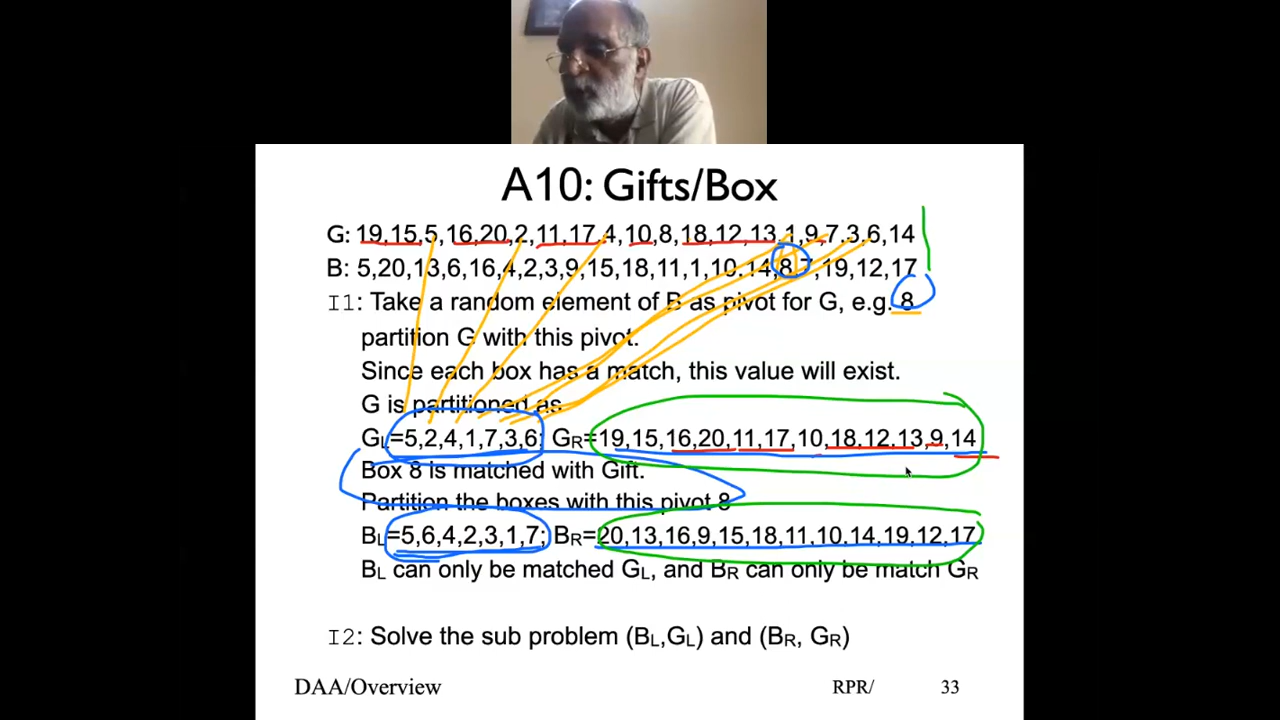 A10: Gifts/Box
G: 19,15,5,16,20,2,11,17,4,10,8,18,12,13,1,9,7,3,6,14
B: 5,20,13,6,16,4,2,3,9,15,18,11,1,10,14,8,7,19,12,17
I1: Take a random element of B as pivot for G, e.g. 8
partition G with this pivot.
Since each box has a match, this value will exist.
G is partitioned as
GL=5,2,4,1,7,3,6; GR=19,15,16,20,11,17,10,18,12,13,9,14
Box 8 is matched with Gift.
Partition the boxes with this pivot 8
BL=5,6,4,2,3,1,7; BR=20,13,16,9,15,18,11,10,14,19,12,17
BL can only be matched GL, and BR can only be match GR
I2: Solve the sub problem (BL,GL) and (BR, GR)
DAA/Overview RPR/ 33